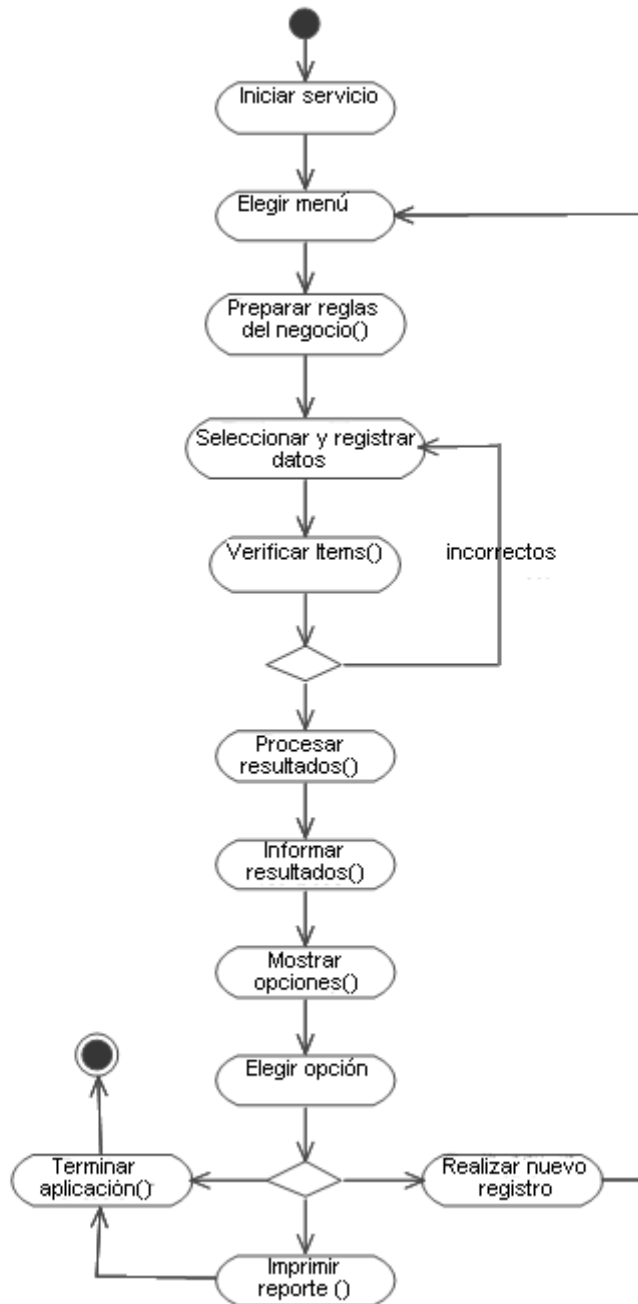 Iniciar servicio
Elegir menú
Preparar reglas
del negocio()
Seleccionar y registrar
datos
Verificar Items()
incorrectos
Procesar
resultados()
Informar
resultados()
Mostrar
opciones()
Elegir opción
Terminar
aplicación()
Realizar nuevo
registro
Imprimir
reporte ()